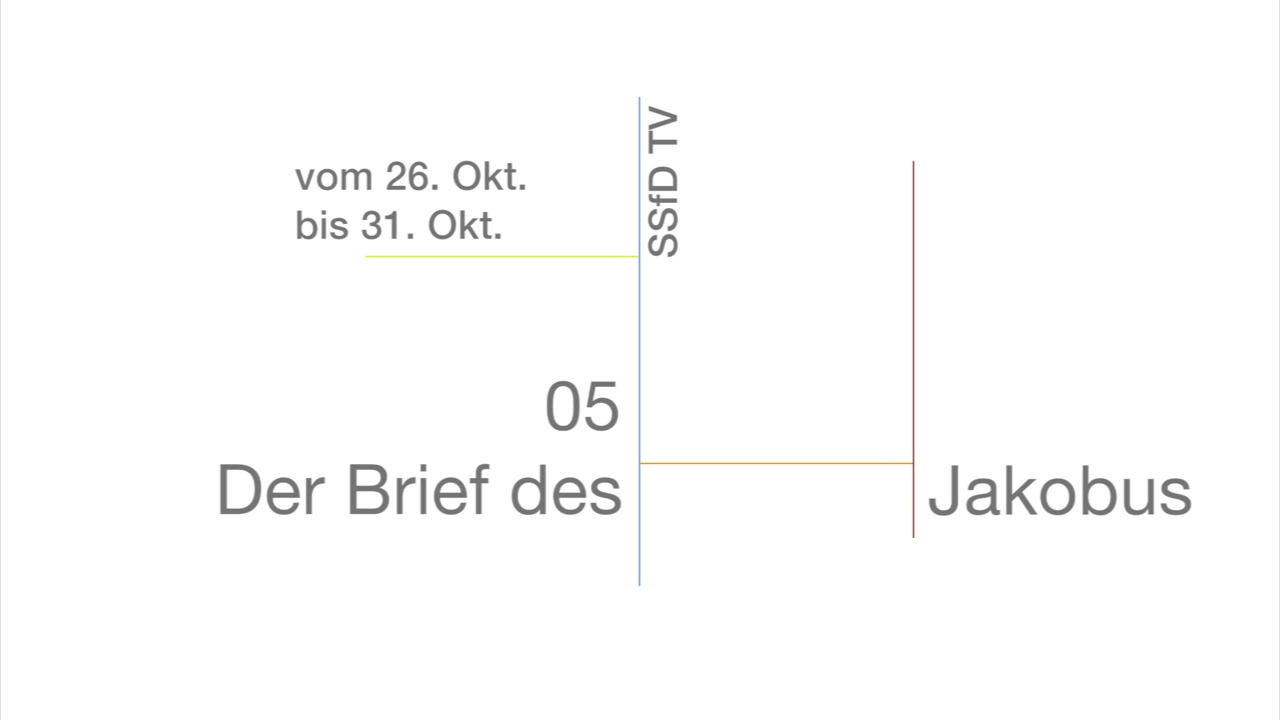 vom 26. Okt.
bis 31. Okt.
SSfD TV
05
Der Brief des
Jakobus